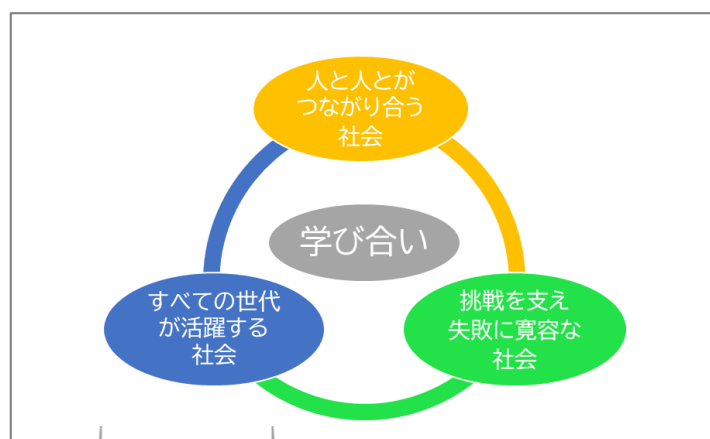 人と人とが
つながり合う
社会
学び合い
すべての世代
が活躍する
社会
挑戦を支え
失敗に寛容な
社会